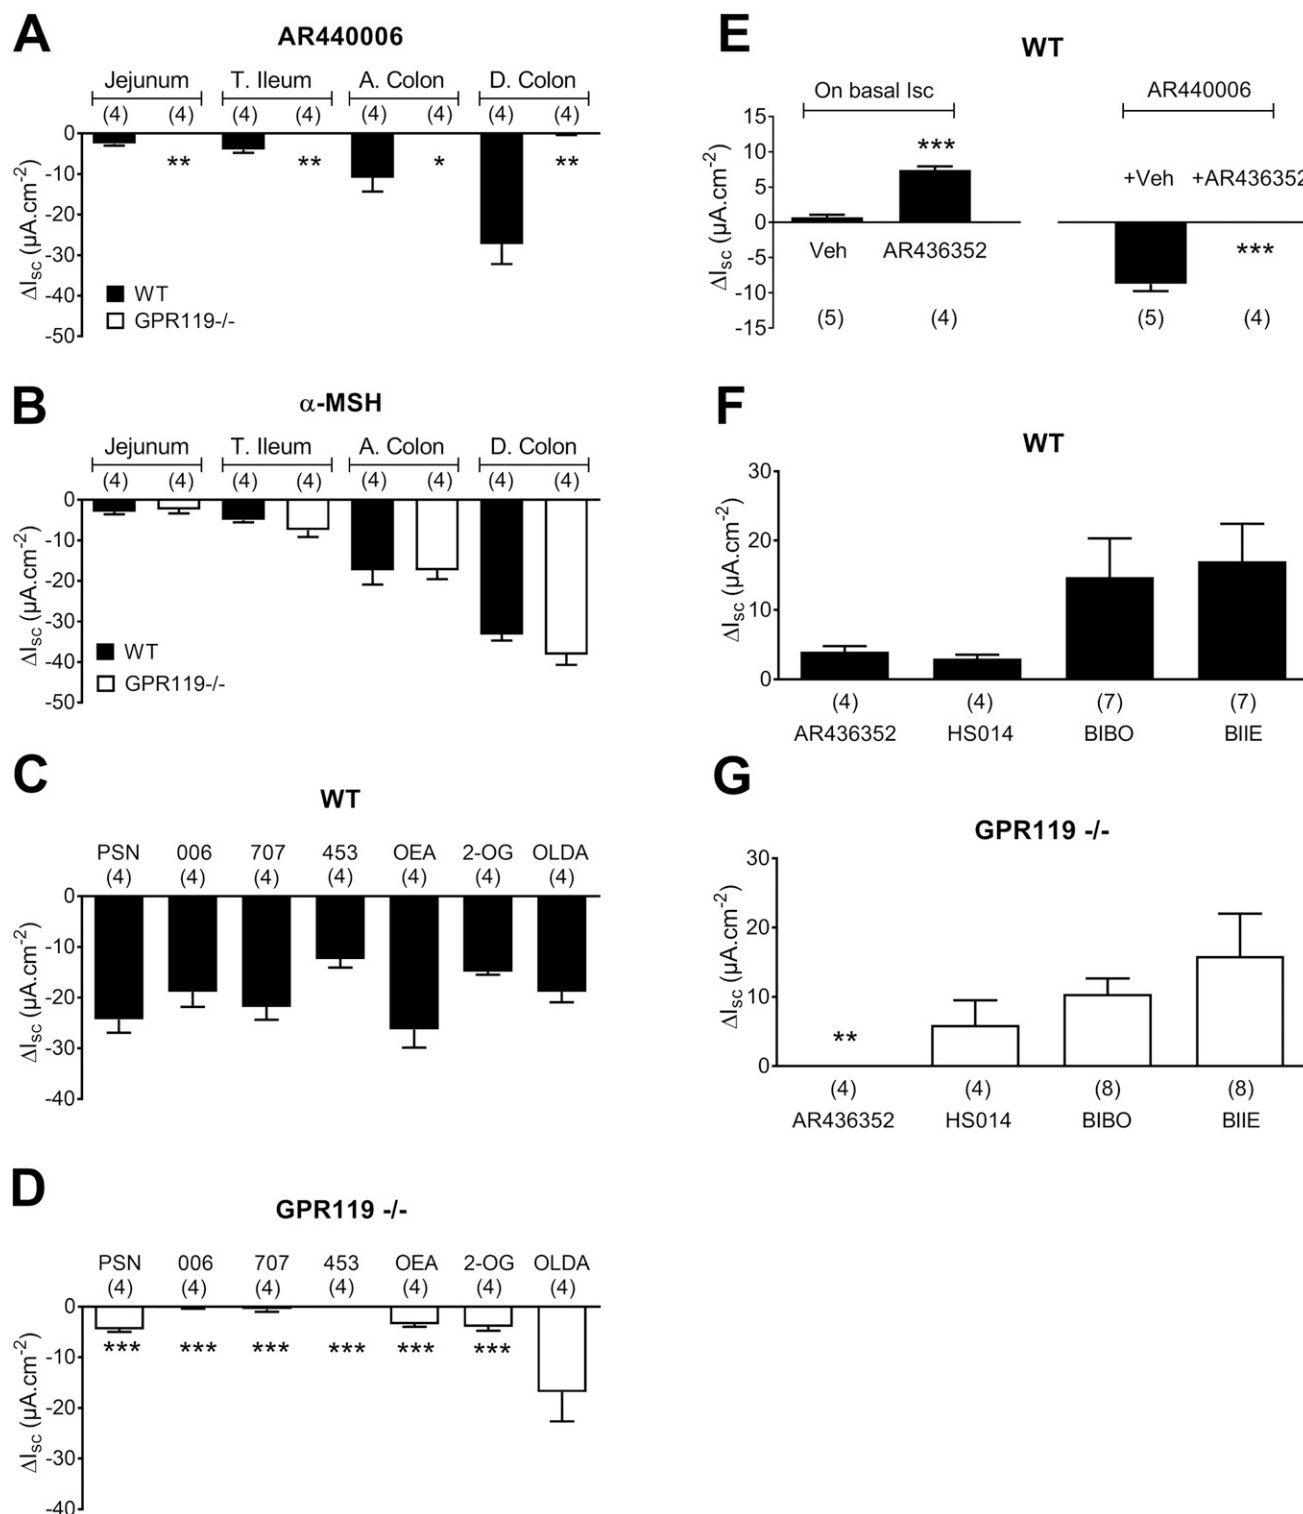 A
AR440006
Jejunum T. Ileum A. Colon D. Colon
(4) (4) (4) (4) (4) (4) (4) (4)
0
-10
-20
-30
-40
-50
ΔIsc (µA.cm-2)
** ** * **
WT
GPR119-/-
B
α-MSH
Jejunum T. Ileum A. Colon D. Colon
(4) (4) (4) (4) (4) (4) (4) (4)
0
-10
-20
-30
-40
-50
ΔIsc (µA.cm-2)
WT
GPR119-/-
C
WT
PSN 006 707 453 OEA 2-OG OLDA
(4) (4) (4) (4) (4) (4) (4)
0
-10
-20
-30
-40
ΔIsc (µA.cm-2)
D
GPR119 -/-
PSN 006 707 453 OEA 2-OG OLDA
(4) (4) (4) (4) (4) (4) (4)
0
-10
-20
-30
-40
ΔIsc (µA.cm-2)
*** *** *** *** *** ***
E
WT
On basal Isc AR440006
15
10
5
0
-5
-10
-15
ΔIsc (µA.cm-2)
***
+Veh +AR436352
Veh AR436352 ***
(5) (4) (5) (4)
F
WT
30
20
10
0
ΔIsc (µA.cm-2)
(4) (4) (7) (7)
AR436352 HS014 BIBO BIIE
G
GPR119 -/-
30
20
10
0
ΔIsc (µA.cm-2)
**
(4) (4) (8) (8)
AR436352 HS014 BIBO BIIE